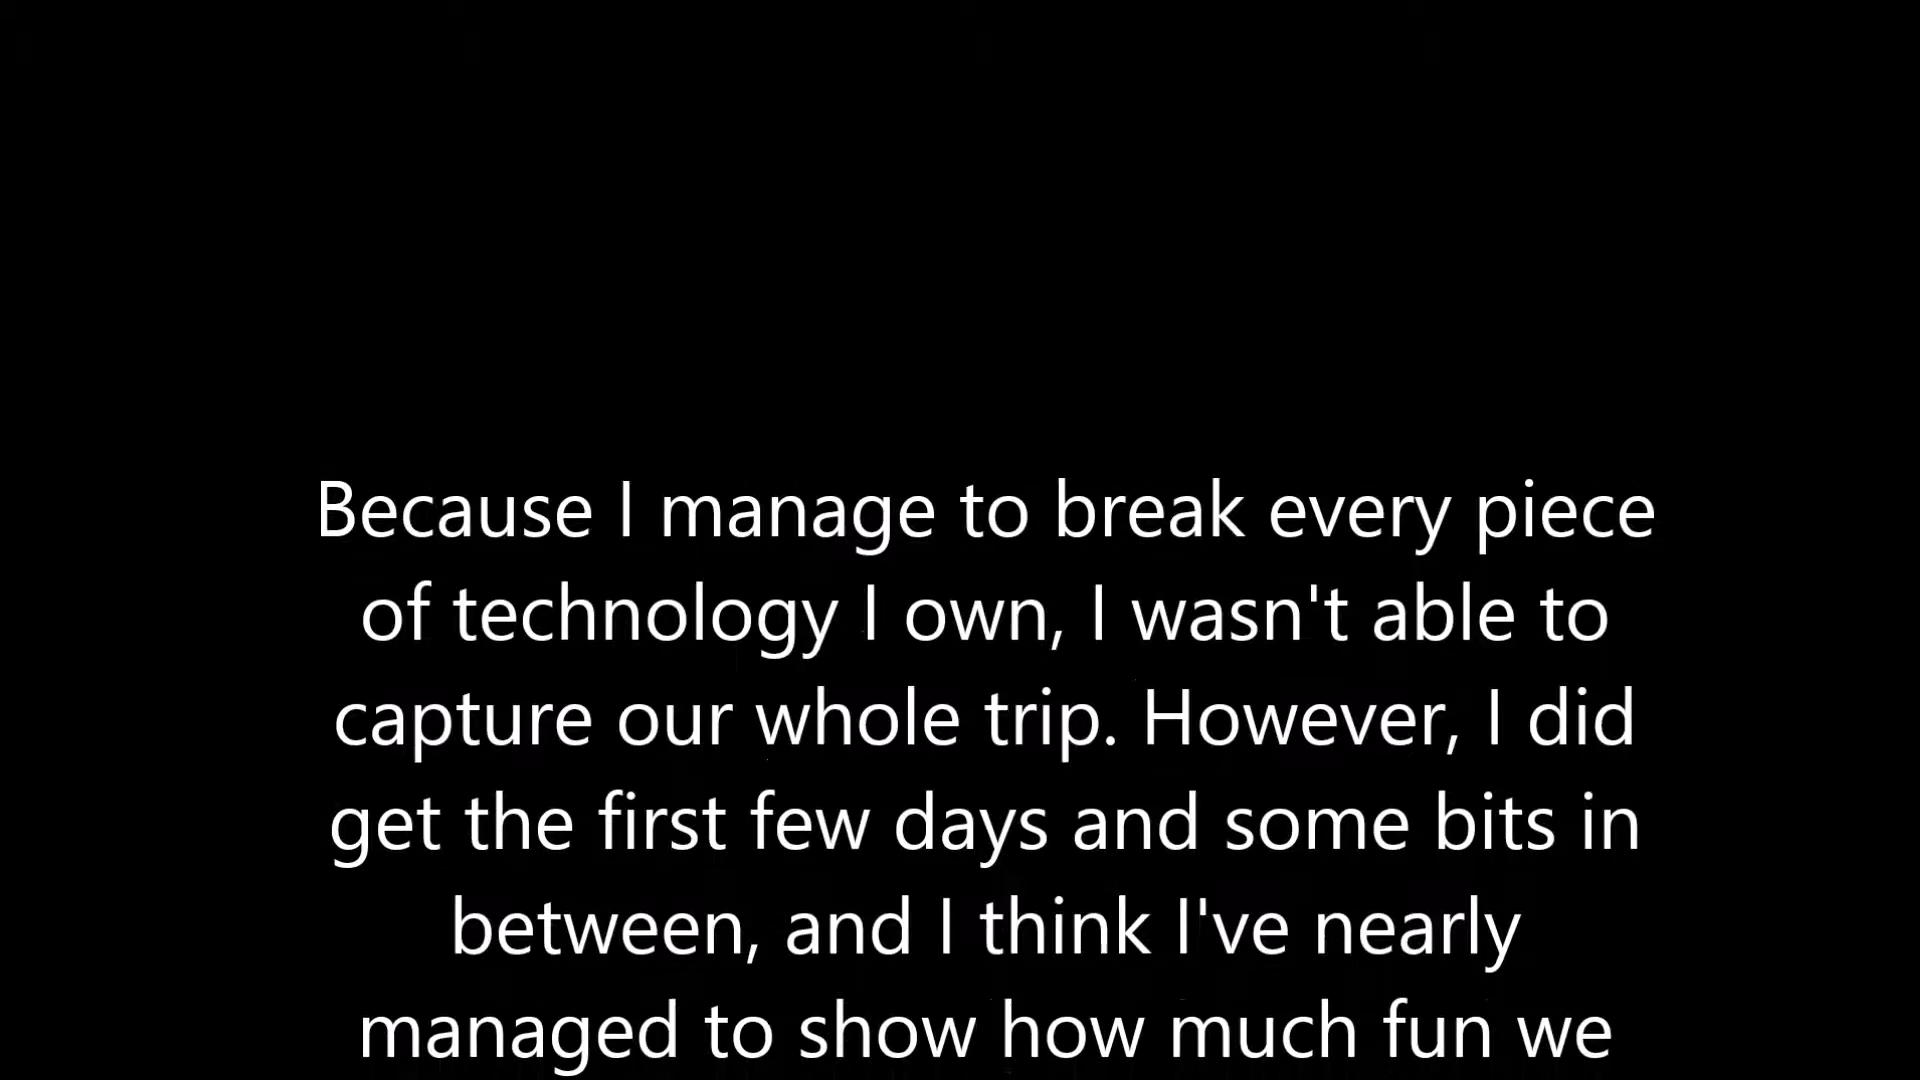 Because I manage to break every piece
of technology I own, I wasn't able to
capture our whole trip. However, I did
get the first few days and some bits in
between, and I think I've nearly
managed to show how much fun we